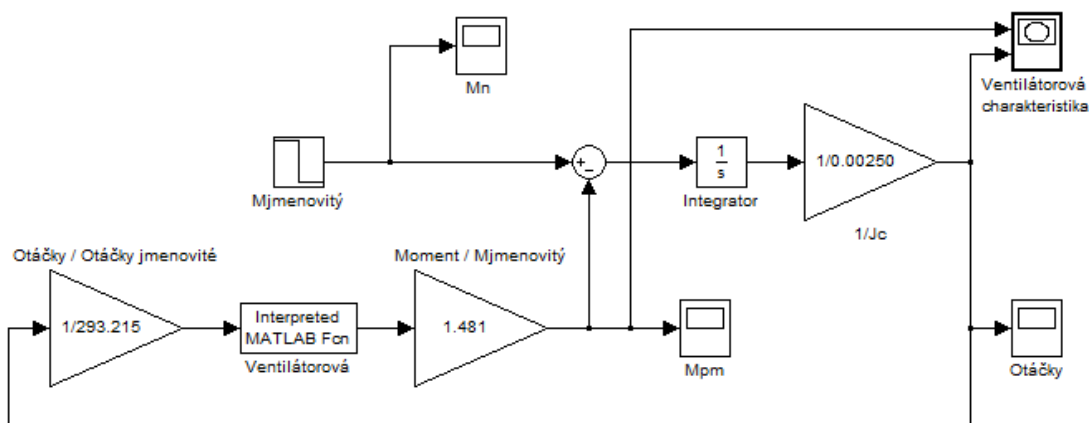 Mn
Ventilátorová
charakteristika
Mjmenovitý
+
−
1
s
Integrator
1/0.00250
1/Jc
Otáčky / Otáčky jmenovité
1/293.215
Interpreted
MATLAB Fcn
Ventilátorová
Moment / Mjmenovitý
1.481
Mpm
Otáčky